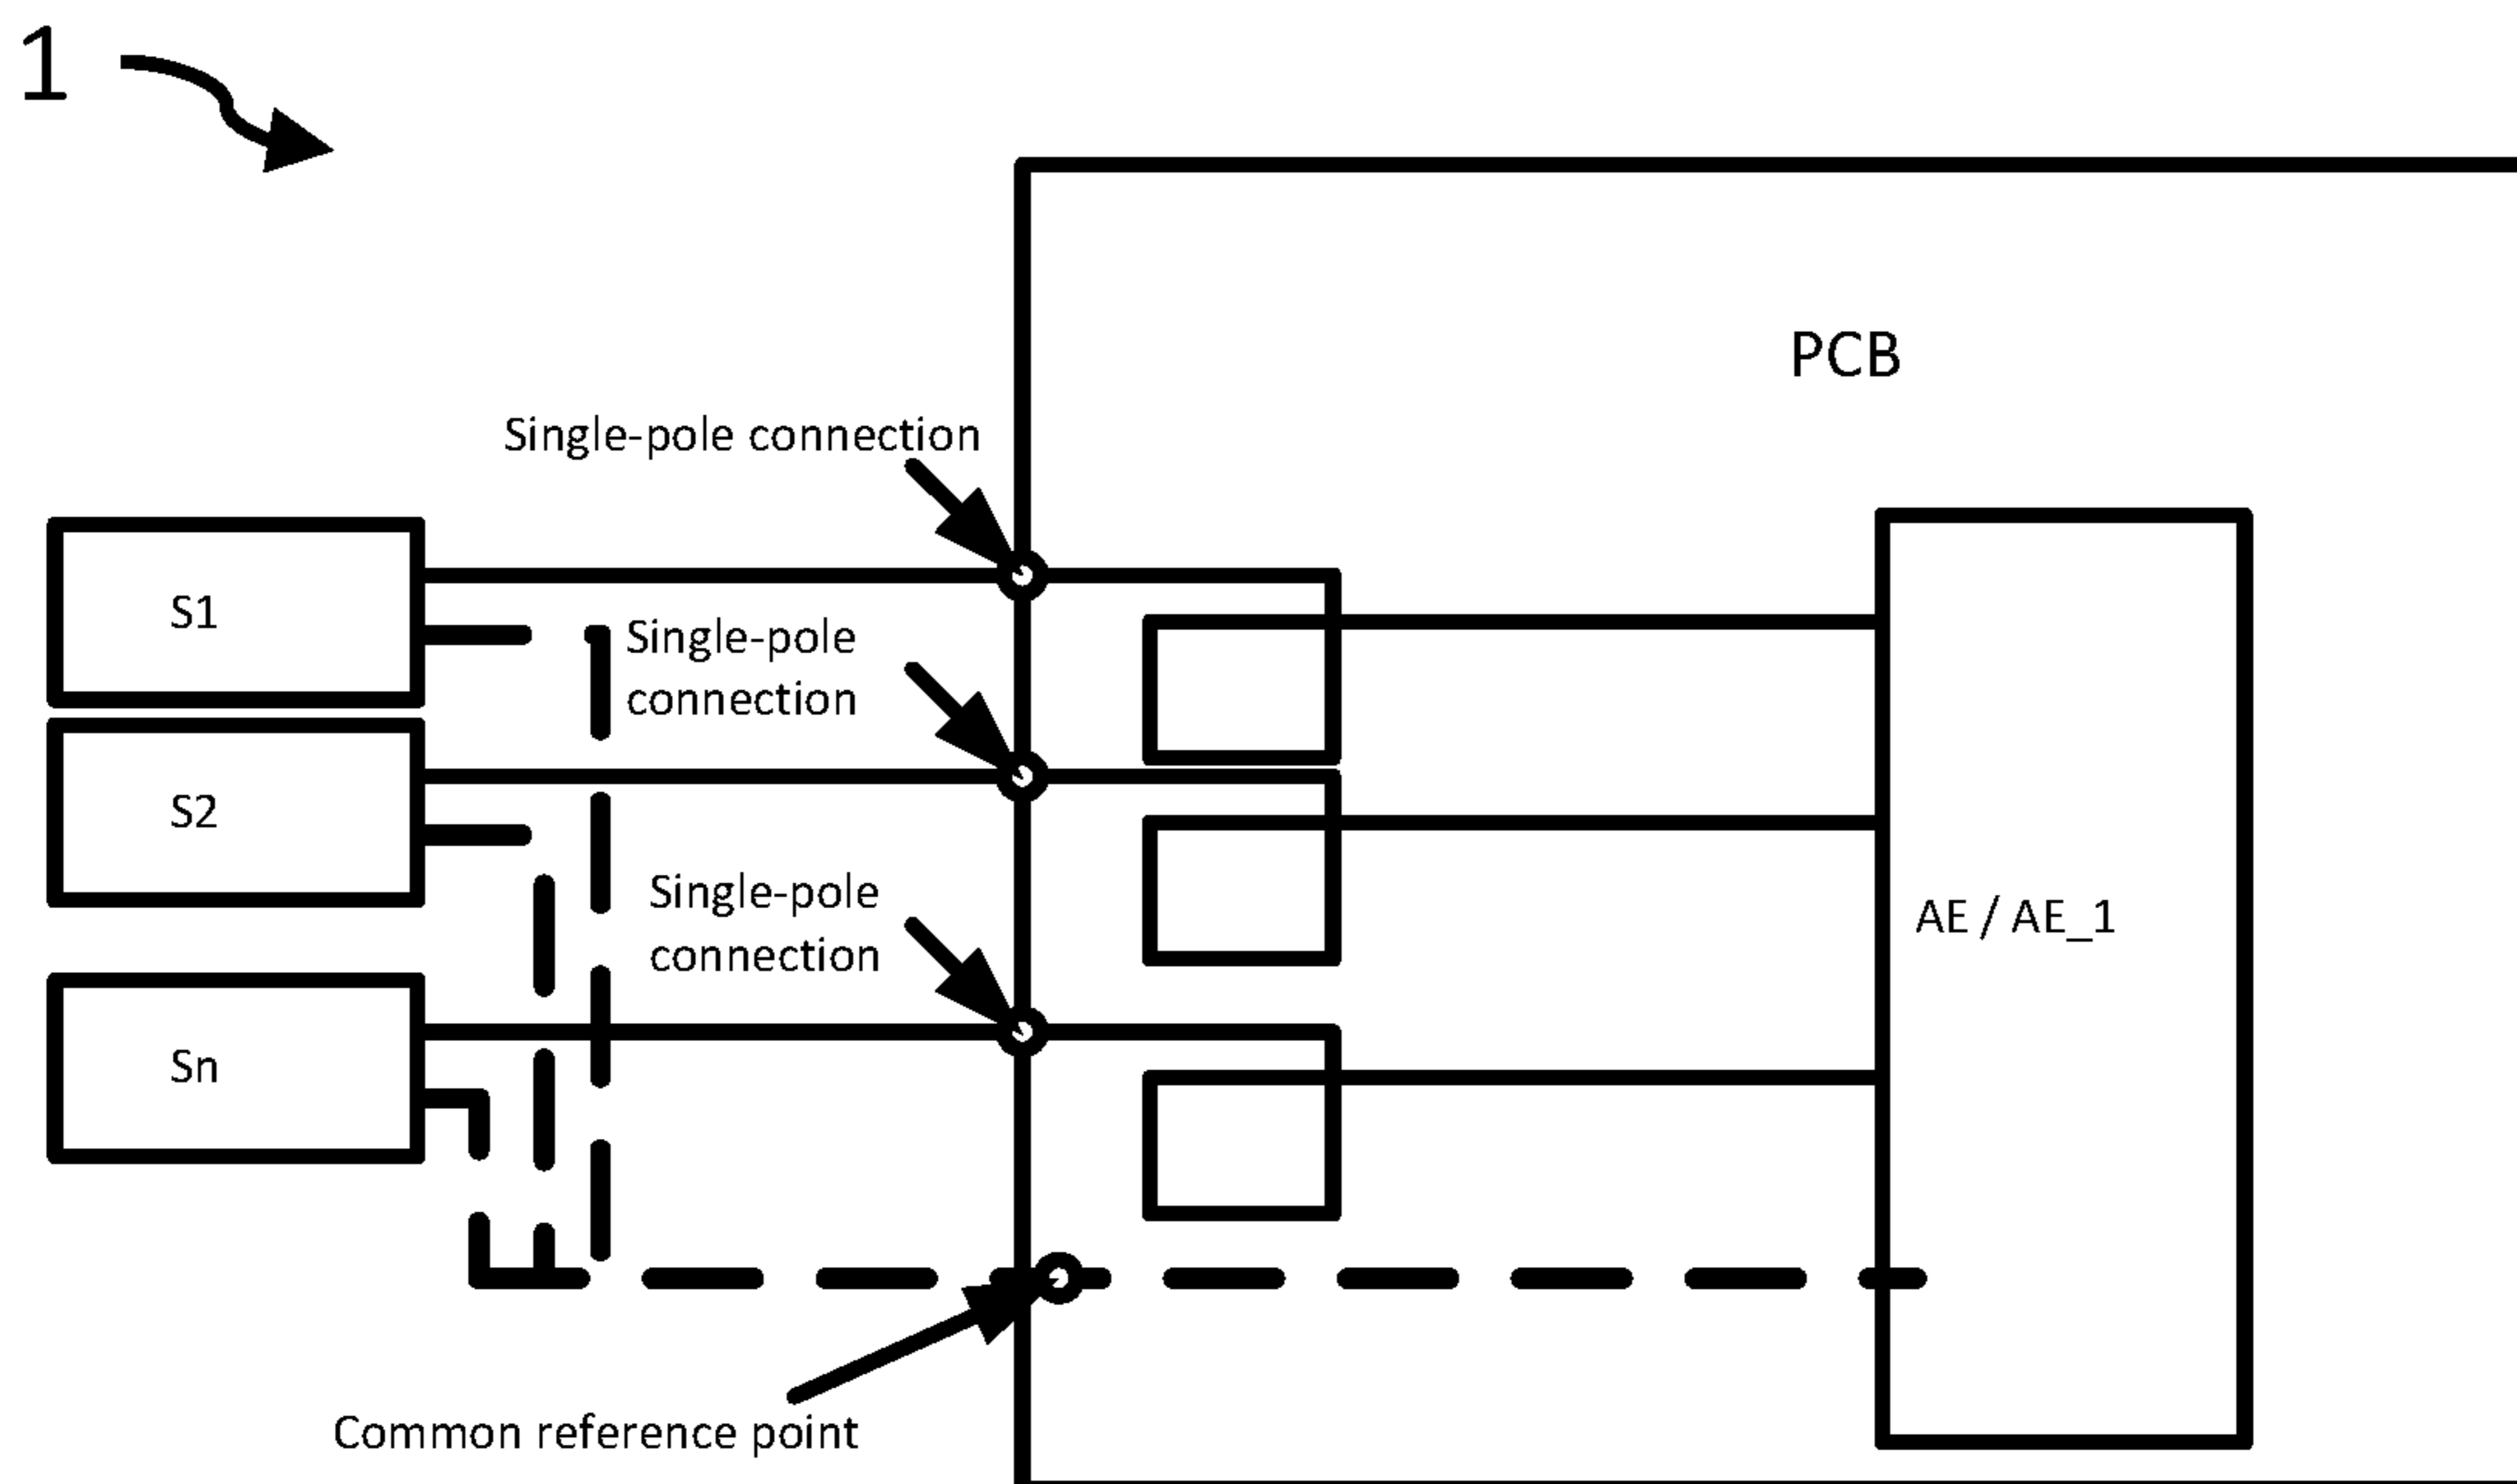 1
PCB
Single-pole connection
S1
Single-pole
connection
S2
Single-pole
connection
AE / AE_1
Sn
Common reference point